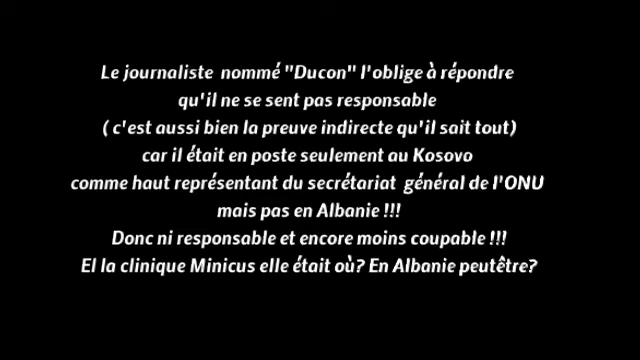 Le journaliste nommé "Ducon" l'oblige à répondre
qu'il ne se sent pas responsable
( c'est aussi bien la preuve indirecte qu'il sait tout)
car il était en poste seulement au Kosovo
comme haut représentant du secrétariat général de l'ONU
mais pas en Albanie !!!
Donc ni responsable et encore moins coupable !!!
El la clinique Minicus elle était où? En Albanie peutêtre?